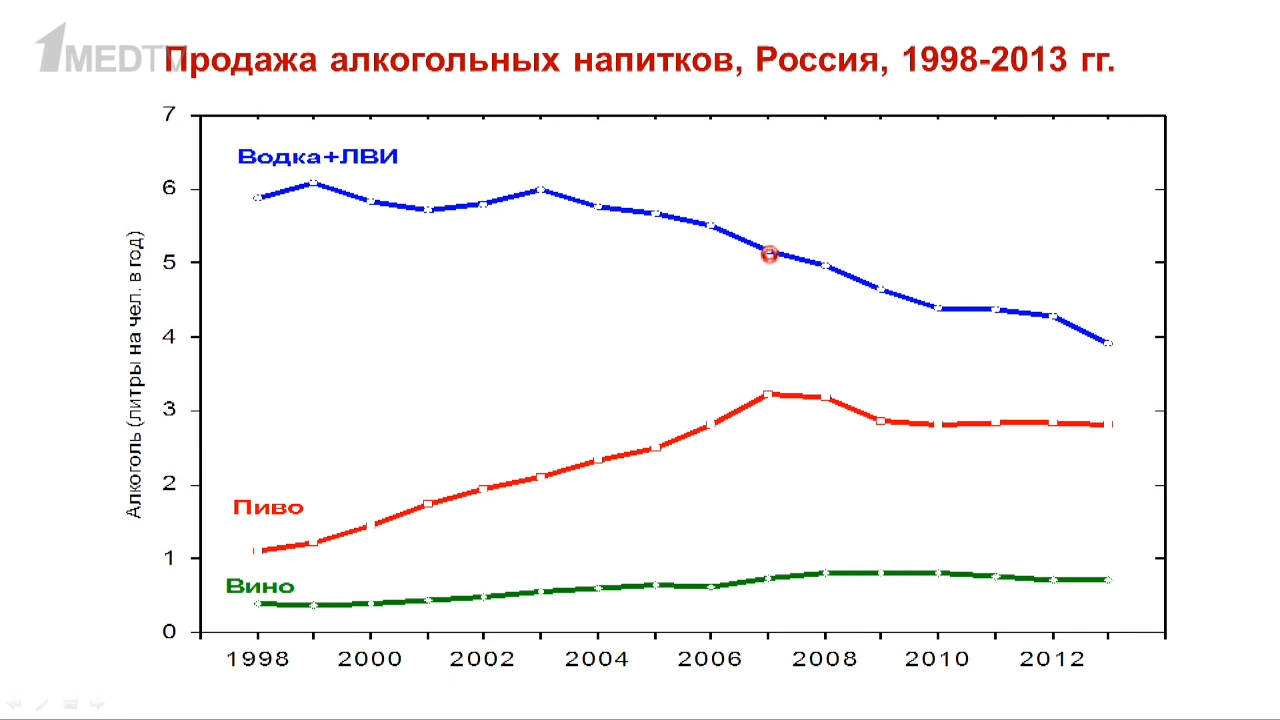 1MEDTV
Продажа алкогольных напитков, Россия, 1998-2013 гг.
7
Водка+ЛВИ
6
5
4
3
2
1
0
Алкоголь (литры на чел. в год)
Пиво
Вино
1998 2000 2002 2004 2006 2008 2010 2012